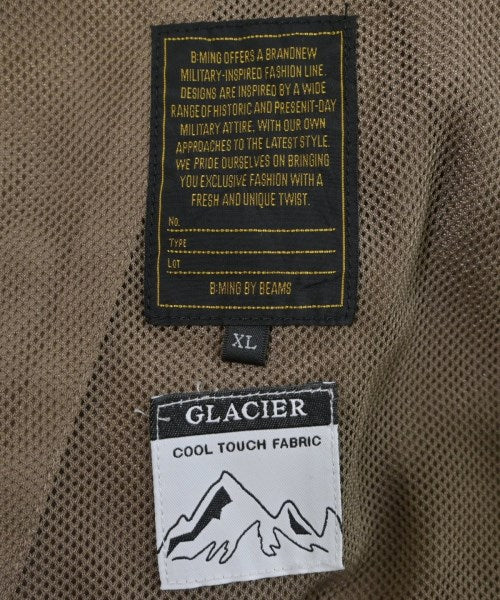 B:MING OFFERS A BRANDNEW
MILITARY-INSPIRED FASHION LINE.
DESIGNS ARE INSPIRED BY A WIDE
RANGE OF HISTORIC AND PRESENIT-DAY
MILITARY ATTIRE, WITH OUR OWN
APPROACHES TO THE LATEST STYLE.
WE PRIDE OURSELVES ON BRINGING
YOU EXCLUSIVE FASHION WITH A
FRESH AND UNIQUE TWIST.
NO.
TYPE
LOT
B:MING BY BEAMS
XL
GLACIER
COOL TOUCH FABRIC